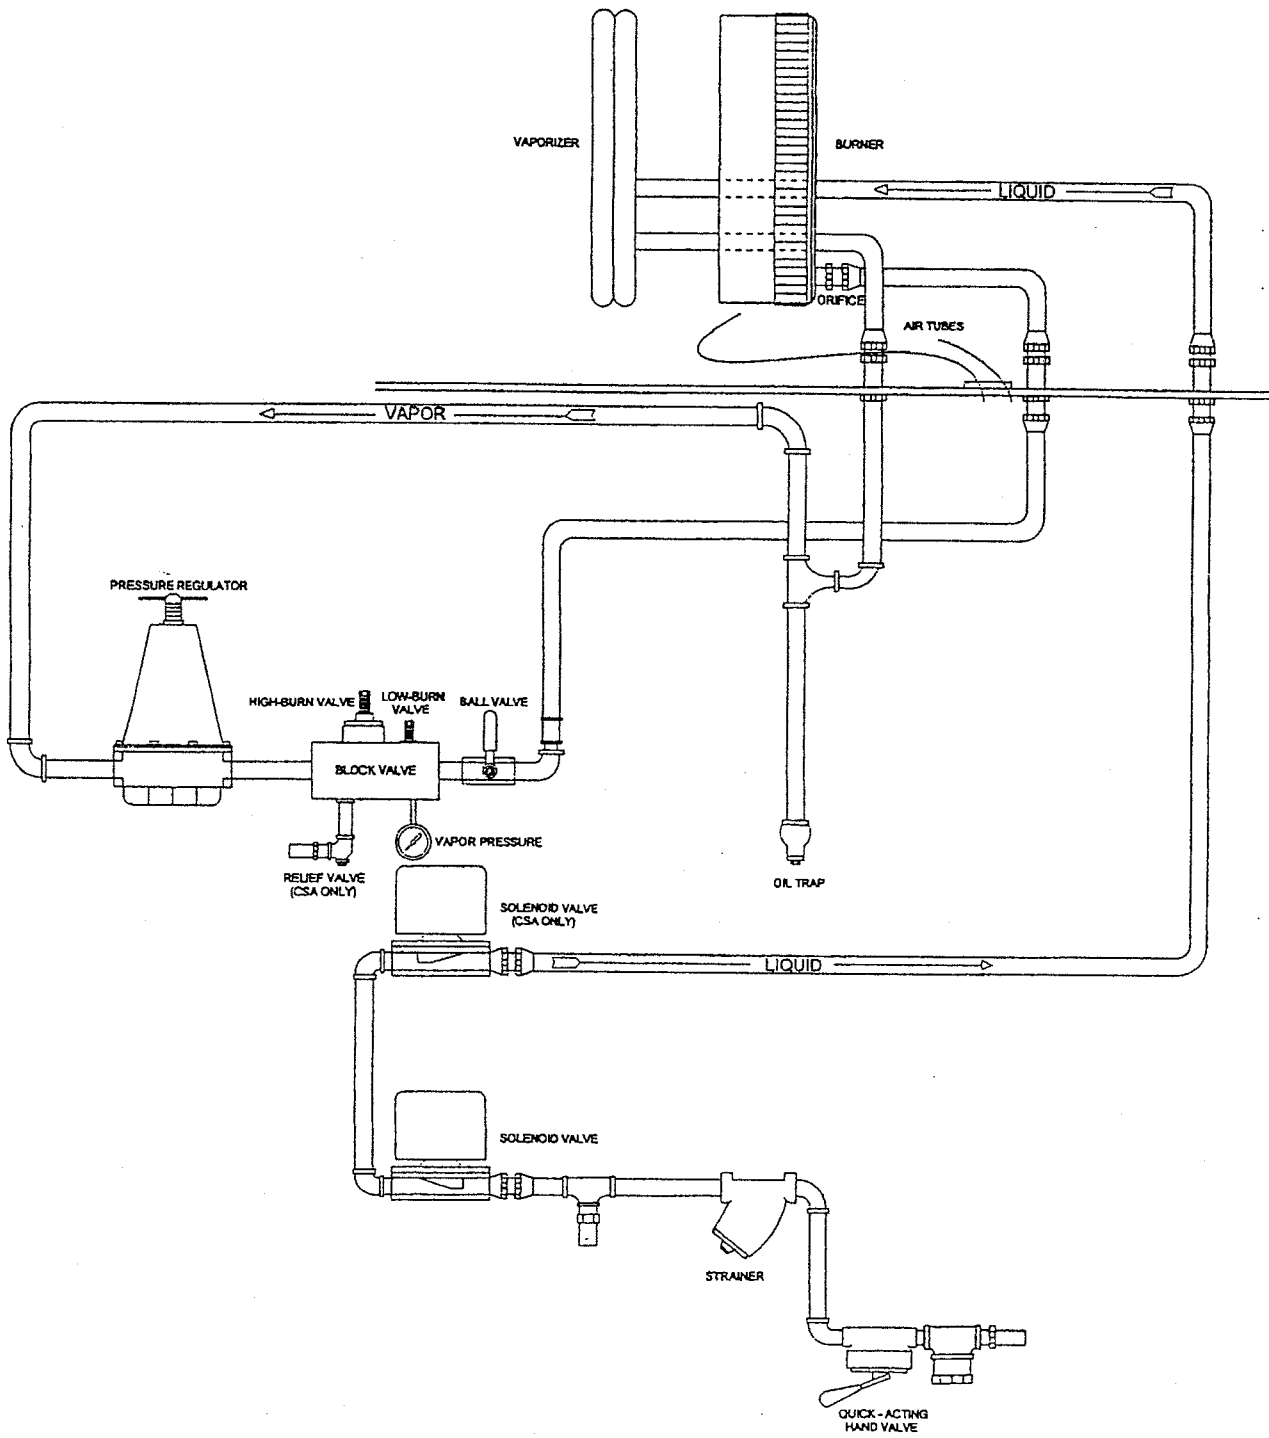 VAPORIZER
BURNER
LIQUID
ORIFICE
AIR TUBES
VAPOR
PRESSURE REGULATOR
HIGH-BURN VALVE
LOW-BURN
VALVE
BALL VALVE
BLOCK VALVE
VAPOR PRESSURE
RELIEF VALVE
(CSA ONLY)
OIL TRAP
SOLENOID VALVE
(CSA ONLY)
LIQUID
SOLENOID VALVE
STRAINER
QUICK-ACTING
HAND VALVE